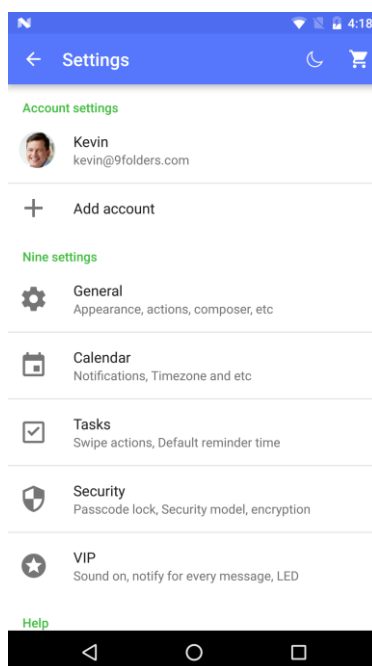 4:18
Settings
Account settings
Kevin
kevin@9folders.com
Add account
Nine settings
General
Appearance, actions, composer, etc
Calendar
Notifications, Timezone and etc
Tasks
Swipe actions, Default reminder time
Security
Passcode lock, Security model, encryption
VIP
Sound on, notify for every message, LED
Help